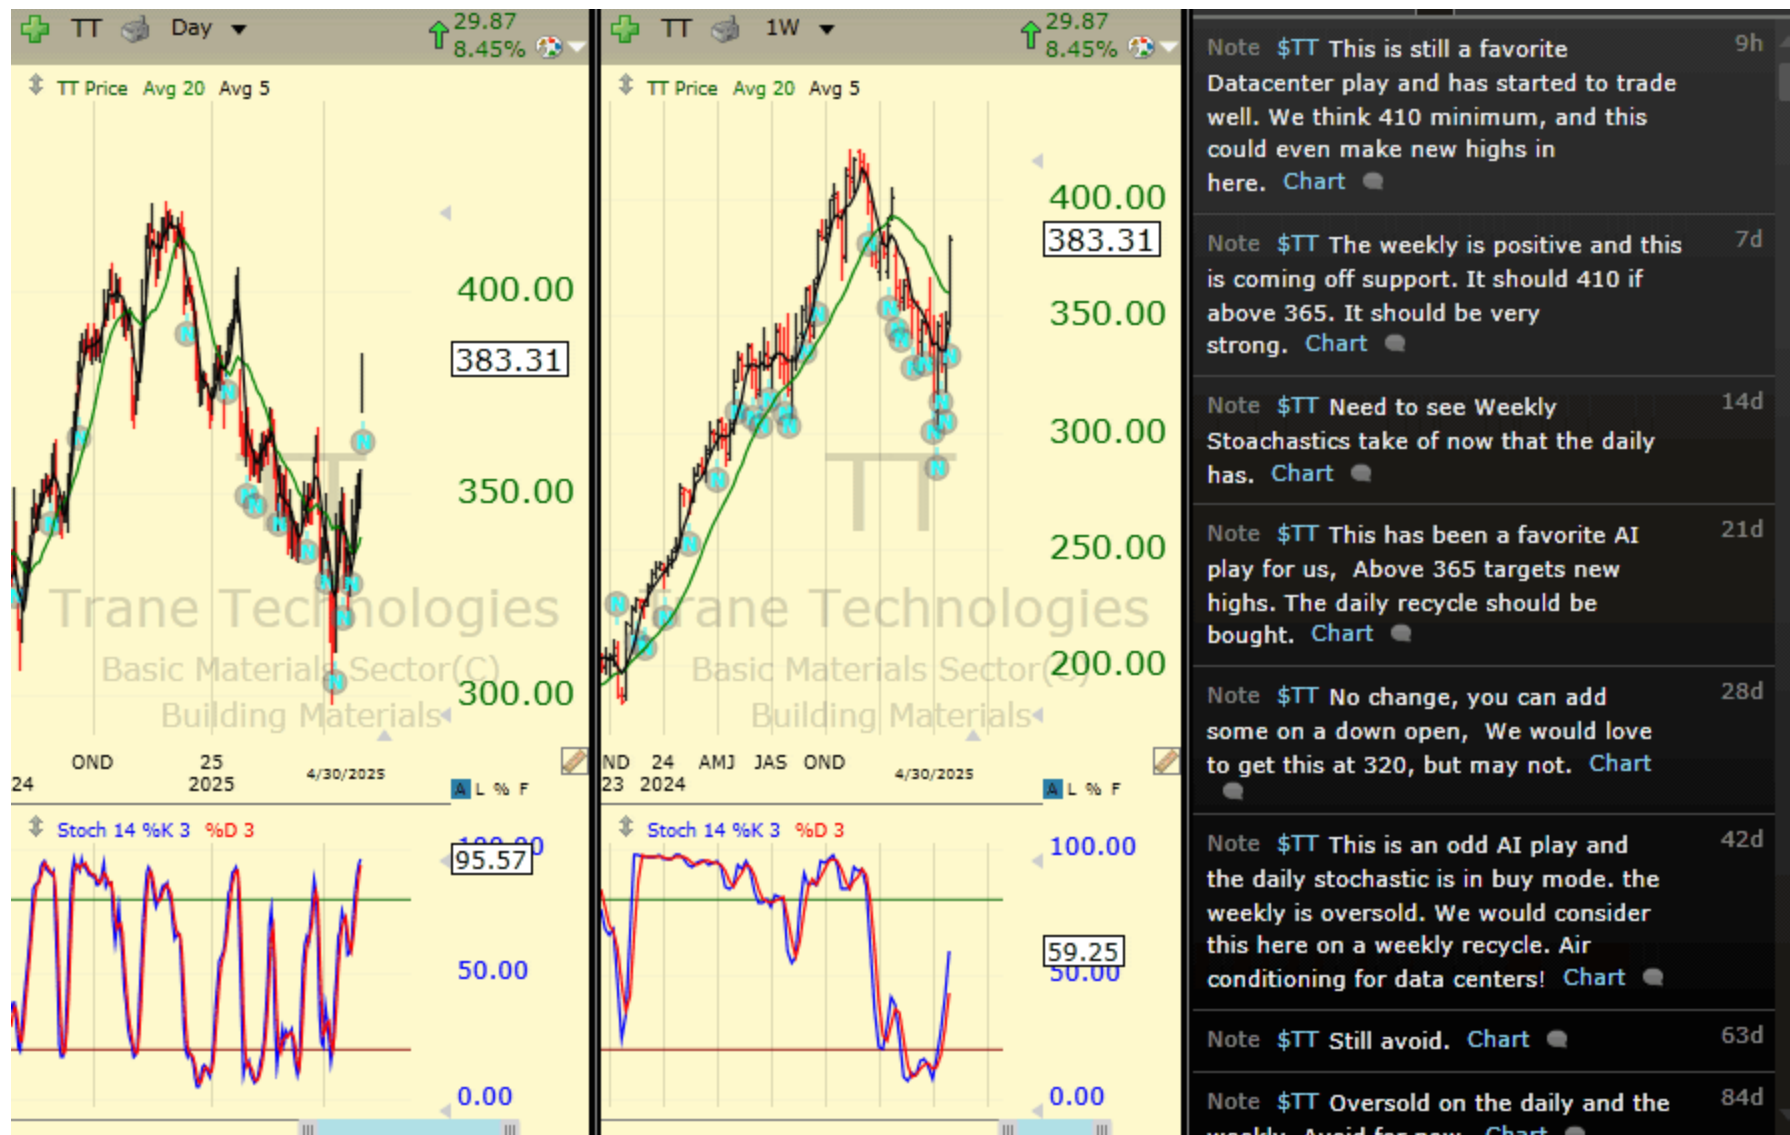 TT Day
29.87
8.45%
TT Price Avg 20 Avg 5
400.00
383.31
350.00
300.00
TT
Trane Technologies
Basic Materials Sector(C)
Building Materials
OND 25
24 2025 4/30/2025
A L % F
Stoch 14 %K 3 %D 3
95.57
50.00
0.00
TT 1W
29.87
8.45%
TT Price Avg 20 Avg 5
400.00
383.31
350.00
300.00
250.00
200.00
TT
Trane Technologies
Basic Materials Sector(C)
Building Materials
ND 24 AMJ JAS OND
23 2024 4/30/2025
A L % F
Stoch 14 %K 3 %D 3
100.00
59.25
50.00
0.00
Note $TT This is still a favorite 9h
Datacenter play and has started to trade
well. We think 410 minimum, and this
could even make new highs in
here. Chart
Note $TT The weekly is positive and this 7d
is coming off support. It should 410 if
above 365. It should be very
strong. Chart
Note $TT Need to see Weekly 14d
Stoachastics take of now that the daily
has. Chart
Note $TT This has been a favorite AI 21d
play for us, Above 365 targets new
highs. The daily recycle should be
bought. Chart
Note $TT No change, you can add 28d
some on a down open, We would love
to get this at 320, but may not. Chart
Note $TT This is an odd AI play and 42d
the daily stochastic is in buy mode. the
weekly is oversold. We would consider
this here on a weekly recycle. Air
conditioning for data centers! Chart
Note $TT Still avoid. Chart 63d
Note $TT Oversold on the daily and the 84d
weekly. Avoid for now. Chart